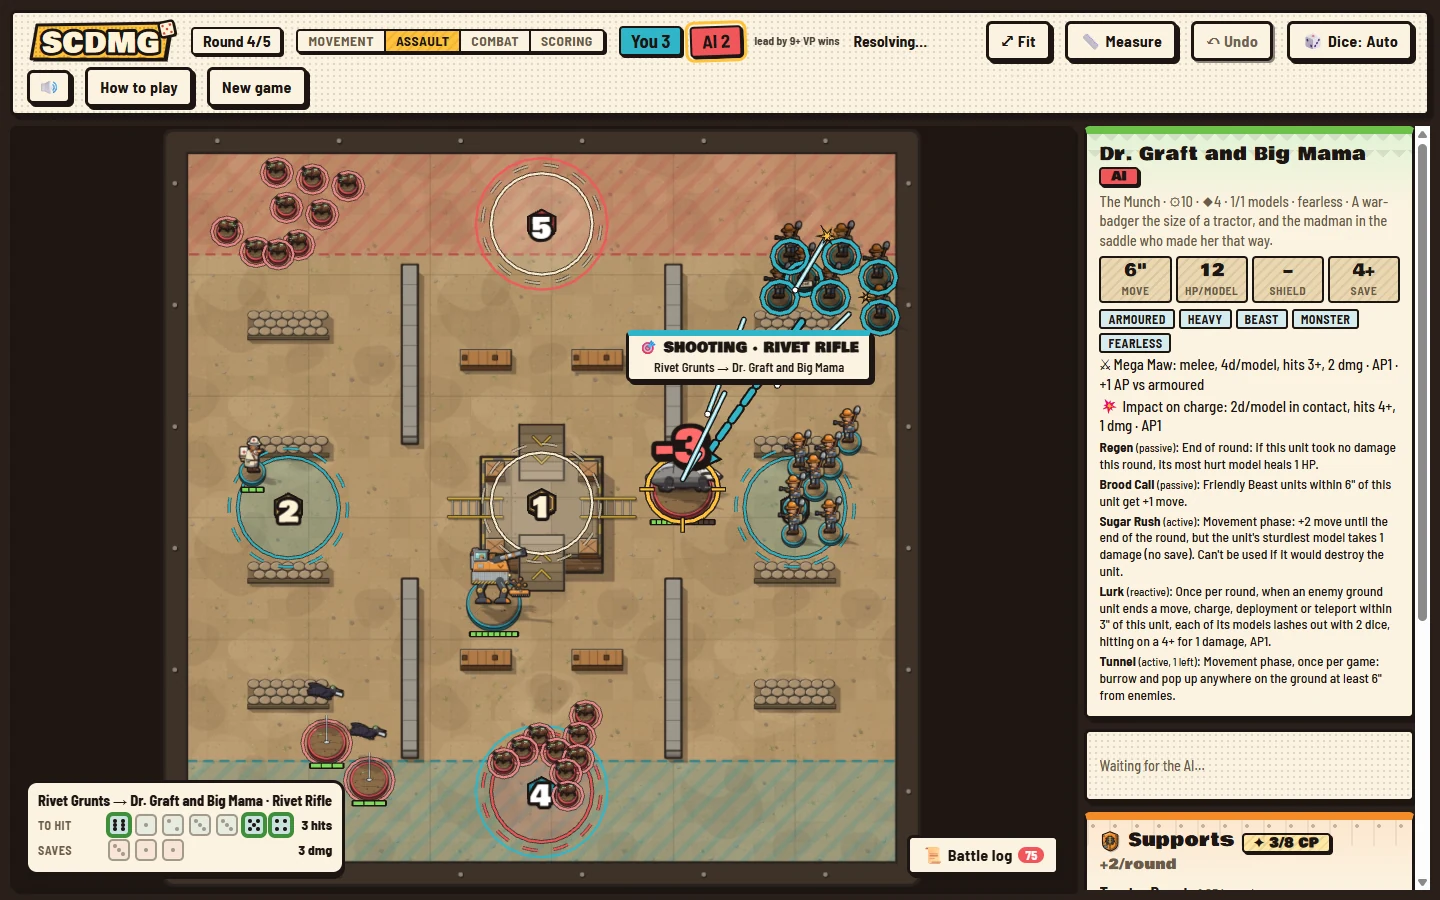 SCDMG
Round 4/5
MOVEMENT
ASSAULT
COMBAT
SCORING
You 3
AI 2
lead by 9+ VP wins
Resolving...
Fit
Measure
Undo
Dice: Auto
How to play
New game
5
SHOOTING · RIVET RIFLE
Rivet Grunts → Dr. Graft and Big Mama
-3
2
1
4
Rivet Grunts → Dr. Graft and Big Mama · Rivet Rifle
TO HIT
3 hits
SAVES
3 dmg
Battle log 75
Dr. Graft and Big Mama
AI
The Munch · ⊙10 · ◆4 · 1/1 models · fearless · A war-
badger the size of a tractor, and the madman in the
saddle who made her that way.
6"
MOVE
12
HP/MODEL
–
SHIELD
4+
SAVE
ARMOURED
HEAVY
BEAST
MONSTER
FEARLESS
⚔ Mega Maw: melee, 4d/model, hits 3+, 2 dmg · AP1 ·
+1 AP vs armoured
Impact on charge: 2d/model in contact, hits 4+,
1 dmg · AP1
Regen (passive): End of round: If this unit took no damage
this round, its most hurt model heals 1 HP.
Brood Call (passive): Friendly Beast units within 6" of this
unit get +1 move.
Sugar Rush (active): Movement phase: +2 move until the
end of the round, but the unit's sturdiest model takes 1
damage (no save). Can't be used if it would destroy the
unit.
Lurk (reactive): Once per round, when an enemy ground
unit ends a move, charge, deployment or teleport within
3" of this unit, each of its models lashes out with 2 dice,
hitting on a 4+ for 1 damage, AP1.
Tunnel (active, 1 left): Movement phase, once per game:
burrow and pop up anywhere on the ground at least 6"
from enemies.
Waiting for the AI...
Supports
✦ 3/8 CP
+2/round